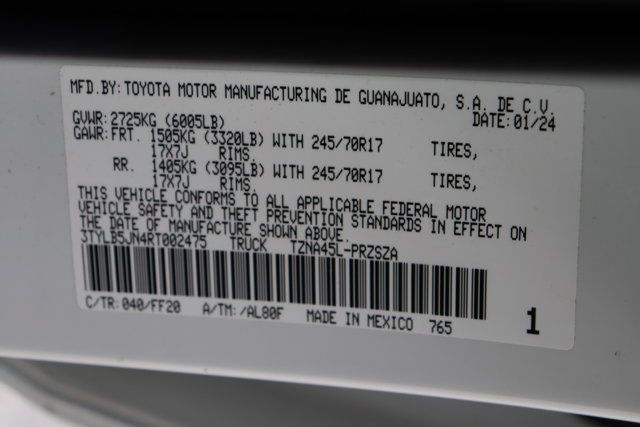 MFD.BY:TOYOTA MOTOR MANUFACTURING DE GUANAJUATO, S.A. DE C.V.
GVWR:2725KG (6005LB) DATE:01/24
GAWR:FRT. 1505KG (3320LB) WITH 245/70R17 TIRES,
17X7J RIMS.
RR. 1405KG (3095LB) WITH 245/70R17 TIRES,
17X7J RIMS.
THIS VEHICLE CONFORMS TO ALL APPLICABLE FEDERAL MOTOR
VEHICLE SAFETY AND THEFT PREVENTION STANDARDS IN EFFECT ON
THE DATE OF MANUFACTURE SHOWN ABOVE.
3TYLB5JN4RT002475 TRUCK TZNA45L-PRZSZA
C/TR:040/FF20 A/TM:/AL80F MADE IN MEXICO 765 1